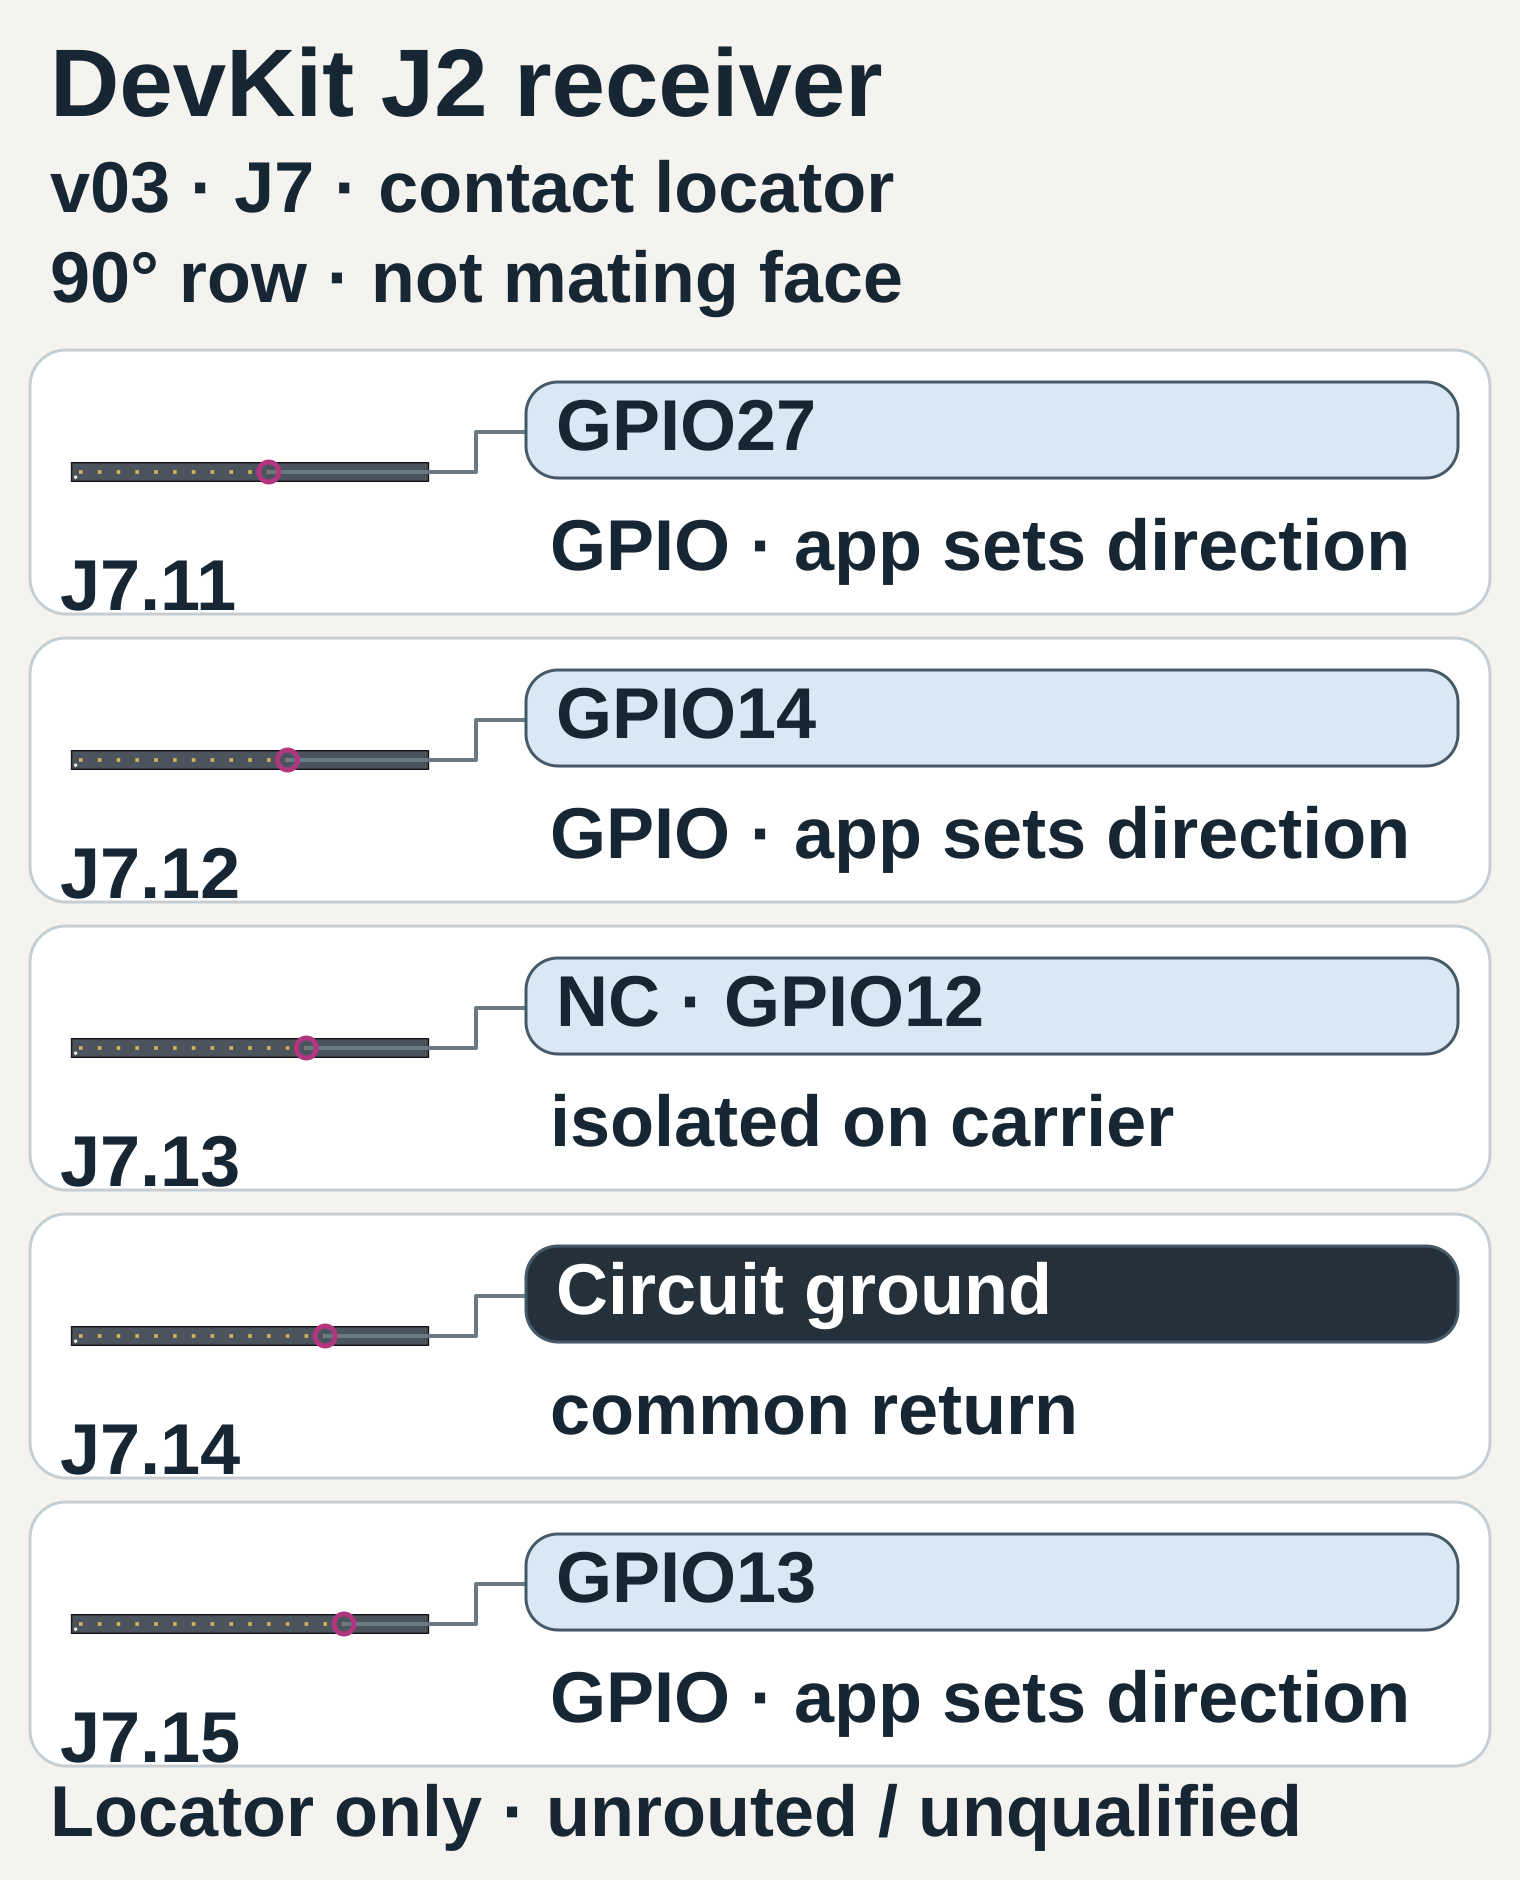 DevKit J2 receiver
v03 · J7 · contact locator
90° row · not mating face
GPIO27
GPIO · app sets direction
J7.11
GPIO14
GPIO · app sets direction
J7.12
NC · GPIO12
isolated on carrier
J7.13
Circuit ground
common return
J7.14
GPIO13
GPIO · app sets direction
J7.15
Locator only · unrouted / unqualified